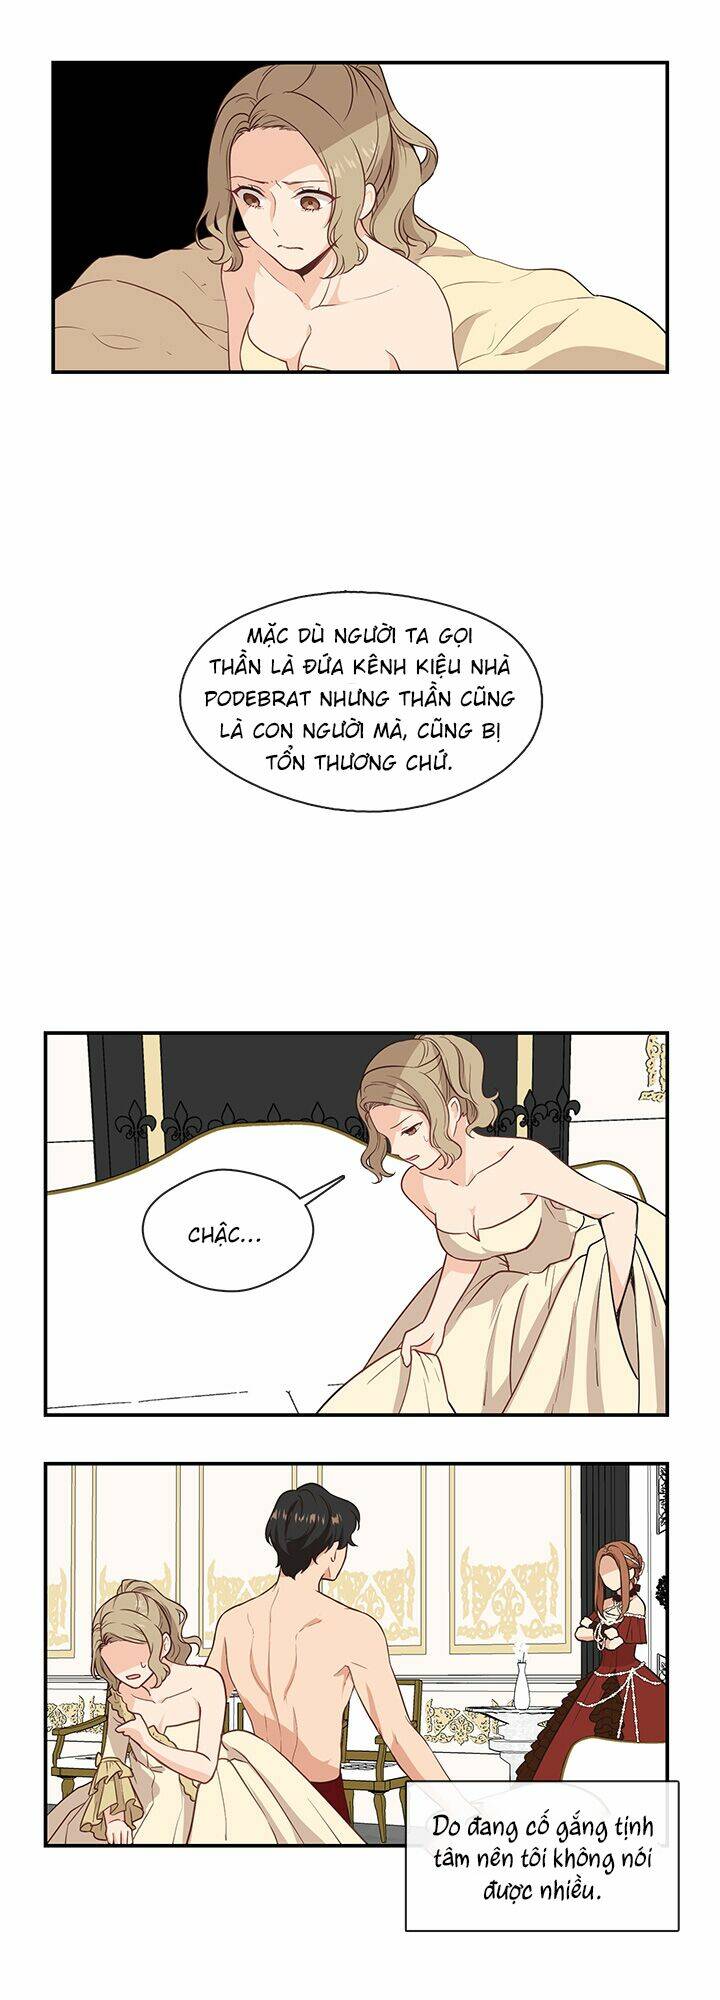 MẶC DÙ NGƯỜI TA GỌI
THẦN LÀ ĐỨA KÊNH KIỆU NHÀ
PODEBRAT NHƯNG THẦN CŨNG
LÀ CON NGƯỜI MÀ, CŨNG BỊ
TỔN THƯƠNG CHỨ.
CHẬC...
Do đang cố gắng tịnh
tâm nên tôi không nói
được nhiều.